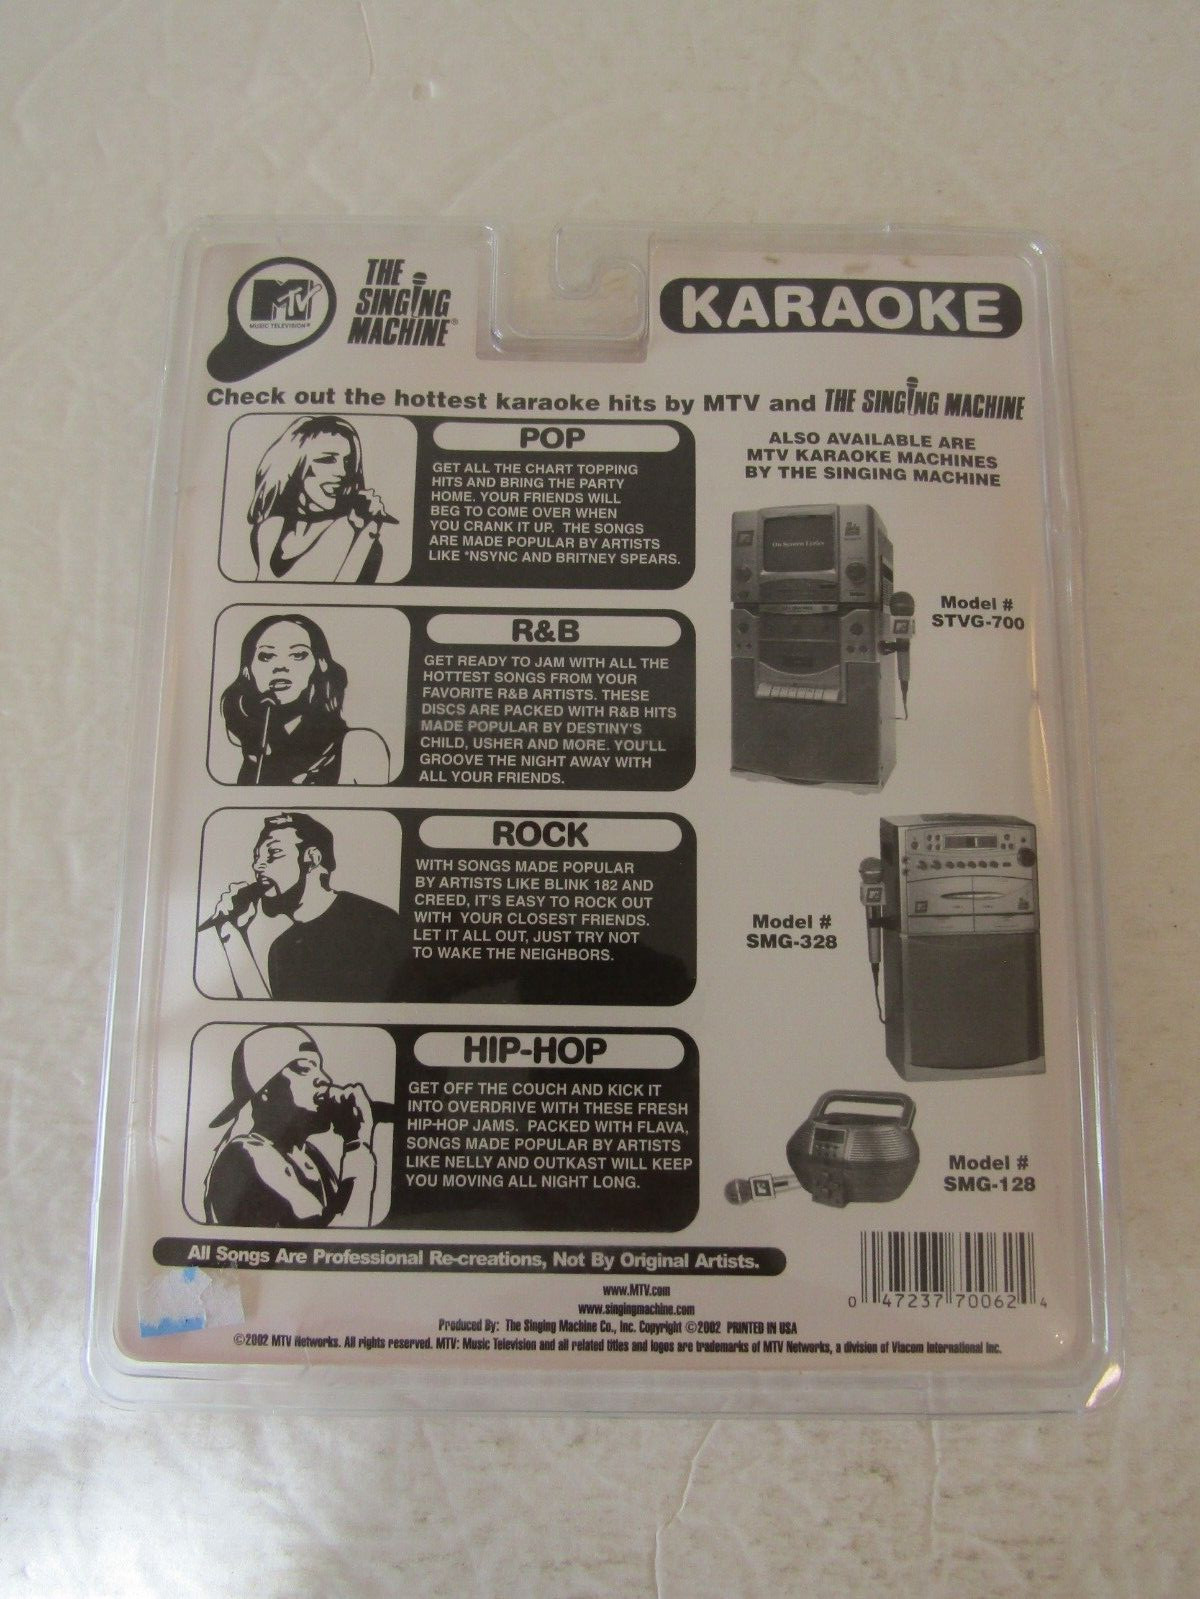 MTV
MUSIC TELEVISION®
THE
SINGING
MACHINE®
KARAOKE
Check out the hottest karaoke hits by MTV and THE SINGING MACHINE
POP
GET ALL THE CHART TOPPING
HITS AND BRING THE PARTY
HOME. YOUR FRIENDS WILL
BEG TO COME OVER WHEN
YOU CRANK IT UP. THE SONGS
ARE MADE POPULAR BY ARTISTS
LIKE *NSYNC AND BRITNEY SPEARS.
R&B
GET READY TO JAM WITH ALL THE
HOTTEST SONGS FROM YOUR
FAVORITE R&B ARTISTS. THESE
DISCS ARE PACKED WITH R&B HITS
MADE POPULAR BY DESTINY'S
CHILD, USHER AND MORE. YOU'LL
GROOVE THE NIGHT AWAY WITH
ALL YOUR FRIENDS.
ROCK
WITH SONGS MADE POPULAR
BY ARTISTS LIKE BLINK 182 AND
CREED, IT'S EASY TO ROCK OUT
WITH YOUR CLOSEST FRIENDS.
LET IT ALL OUT, JUST TRY NOT
TO WAKE THE NEIGHBORS.
HIP-HOP
GET OFF THE COUCH AND KICK IT
INTO OVERDRIVE WITH THESE FRESH
HIP-HOP JAMS. PACKED WITH FLAVA,
SONGS MADE POPULAR BY ARTISTS
LIKE NELLY AND OUTKAST WILL KEEP
YOU MOVING ALL NIGHT LONG.
ALSO AVAILABLE ARE
MTV KARAOKE MACHINES
BY THE SINGING MACHINE
On Screen Lyrics
Model #
STVG-700
Model #
SMG-328
Model #
SMG-128
All Songs Are Professional Re-creations, Not By Original Artists.
0 47237 70062 4
www.MTV.com
www.singingmachine.com
Produced By: The Singing Machine Co., Inc. Copyright ©2002 PRINTED IN USA
©2002 MTV Networks. All rights reserved. MTV: Music Television and all related titles and logos are trademarks of MTV Networks, a division of Viacom International Inc.